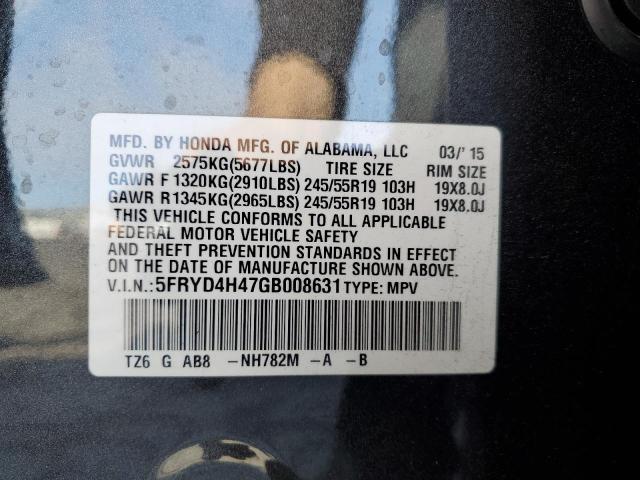 MFD. BY HONDA MFG. OF ALABAMA, LLC 03/' 15
GVWR 2575KG(5677LBS) TIRE SIZE RIM SIZE
GAWR F 1320KG(2910LBS) 245/55R19 103H 19X8.0J
GAWR R1345KG(2965LBS) 245/55R19 103H 19X8.0J
THIS VEHICLE CONFORMS TO ALL APPLICABLE
FEDERAL MOTOR VEHICLE SAFETY
AND THEFT PREVENTION STANDARDS IN EFFECT
ON THE DATE OF MANUFACTURE SHOWN ABOVE.
V.I.N.:5FRYD4H47GB008631 TYPE: MPV
TZ6 G AB8 -NH782M -A -B